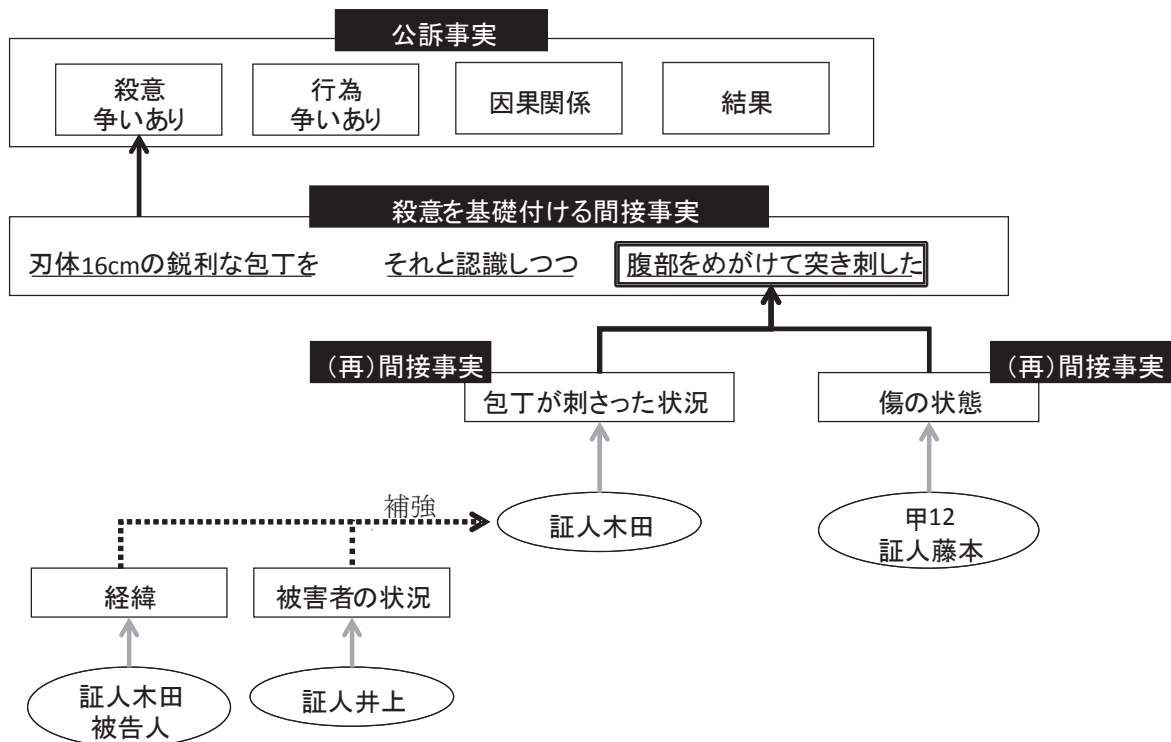 公訴事実
殺意
争いあり
行為
争いあり
因果関係
結果
殺意を基礎付ける間接事実
刃体16cmの鋭利な包丁を
それと認識しつつ
腹部をめがけて突き刺した
(再)間接事実
(再)間接事実
包丁が刺さった状況
傷の状態
補強
証人木田
甲12
証人藤本
経緯
被害者の状況
証人木田
被告人
証人井上